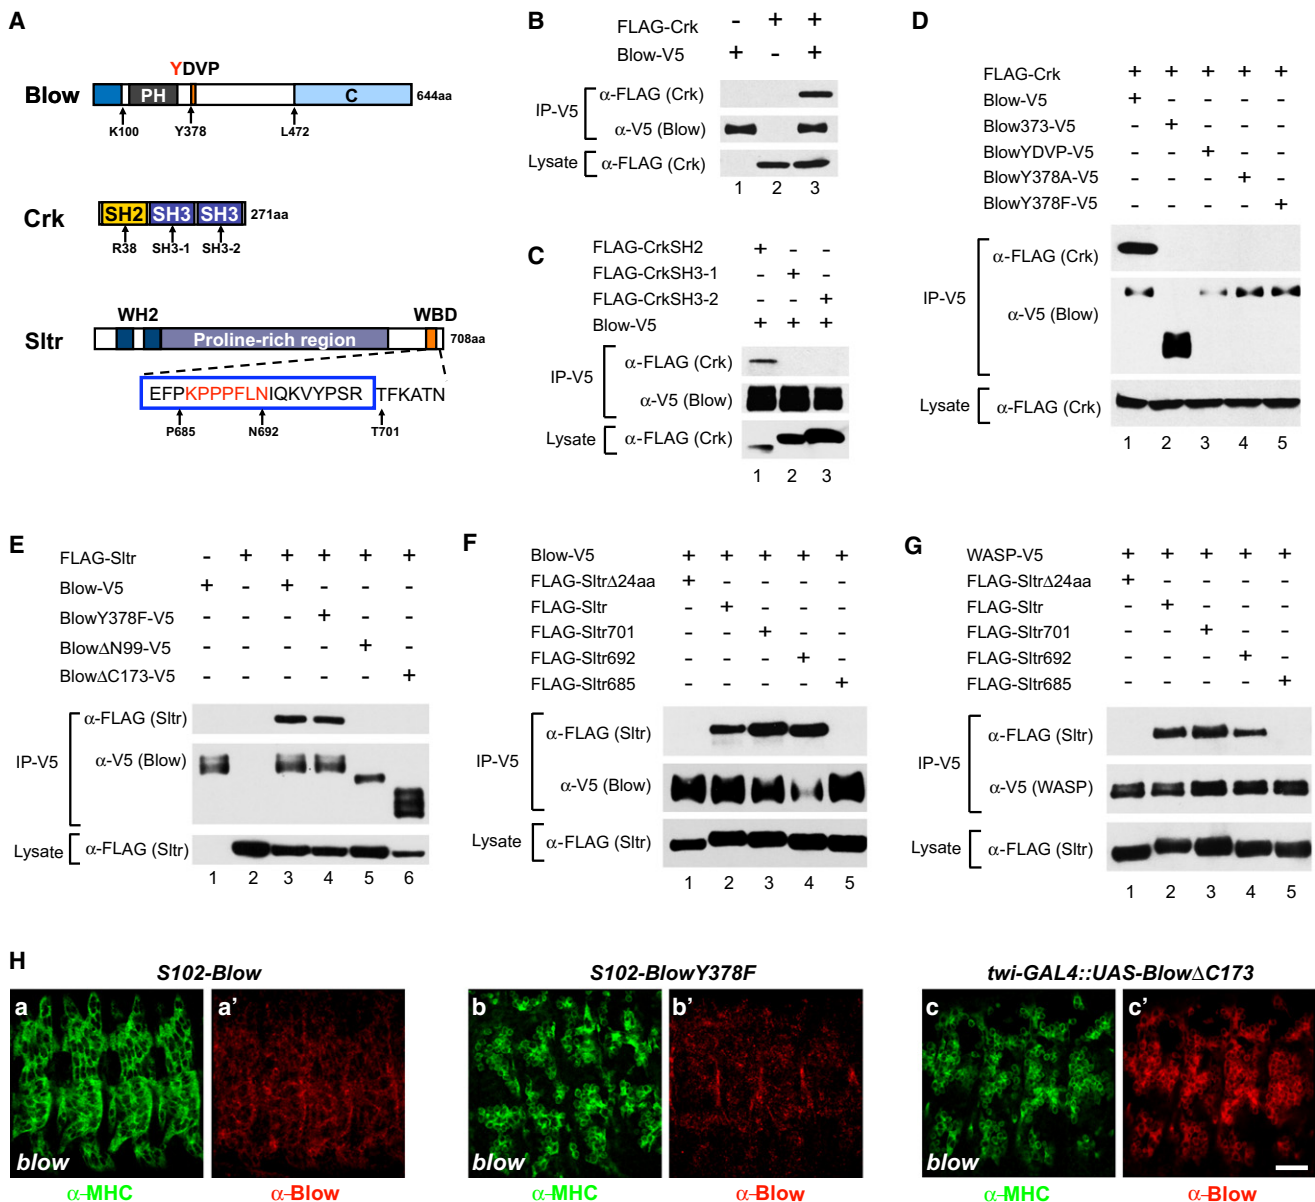 A
YDVP
Blow
PH
C
644aa
K100
Y378
L472
Crk
SH2
SH3
SH3
271aa
R38
SH3-1
SH3-2
WH2
WBD
Sltr
Proline-rich region
708aa
EFPKPPPFLNIQKVYPSR TFKATN
P685
N692
T701
B
FLAG-Crk - + +
Blow-V5 + - +
IP-V5
α-FLAG (Crk)
α-V5 (Blow)
Lysate
α-FLAG (Crk)
1 2 3
C
FLAG-CrkSH2 + - -
FLAG-CrkSH3-1 - + -
FLAG-CrkSH3-2 - - +
Blow-V5 + + +
IP-V5
α-FLAG (Crk)
α-V5 (Blow)
Lysate
α-FLAG (Crk)
1 2 3
D
FLAG-Crk + + + + +
Blow-V5 + - - - -
Blow373-V5 - + - - -
BlowYDVP-V5 - - + - -
BlowY378A-V5 - - - + -
BlowY378F-V5 - - - - +
IP-V5
α-FLAG (Crk)
α-V5 (Blow)
Lysate
α-FLAG (Crk)
1 2 3 4 5
E
FLAG-Sltr - + + + + +
Blow-V5 + - + - - -
BlowY378F-V5 - - - + - -
BlowΔN99-V5 - - - - + -
BlowΔC173-V5 - - - - - +
IP-V5
α-FLAG (Sltr)
α-V5 (Blow)
Lysate
α-FLAG (Sltr)
1 2 3 4 5 6
F
Blow-V5 + + + + +
FLAG-SltrΔ24aa + - - - -
FLAG-Sltr - + - - -
FLAG-Sltr701 - - + - -
FLAG-Sltr692 - - - + -
FLAG-Sltr685 - - - - +
IP-V5
α-FLAG (Sltr)
α-V5 (Blow)
Lysate
α-FLAG (Sltr)
1 2 3 4 5
G
WASP-V5 + + + + +
FLAG-SltrΔ24aa + - - - -
FLAG-Sltr - + - - -
FLAG-Sltr701 - - + - -
FLAG-Sltr692 - - - + -
FLAG-Sltr685 - - - - +
IP-V5
α-FLAG (Sltr)
α-V5 (WASP)
Lysate
α-FLAG (Sltr)
1 2 3 4 5
H
S102-Blow
S102-BlowY378F
twi-GAL4::UAS-BlowΔC173
a
a'
b
b'
c
c'
blow
blow
blow
α-MHC
α-Blow
α-MHC
α-Blow
α-MHC
α-Blow